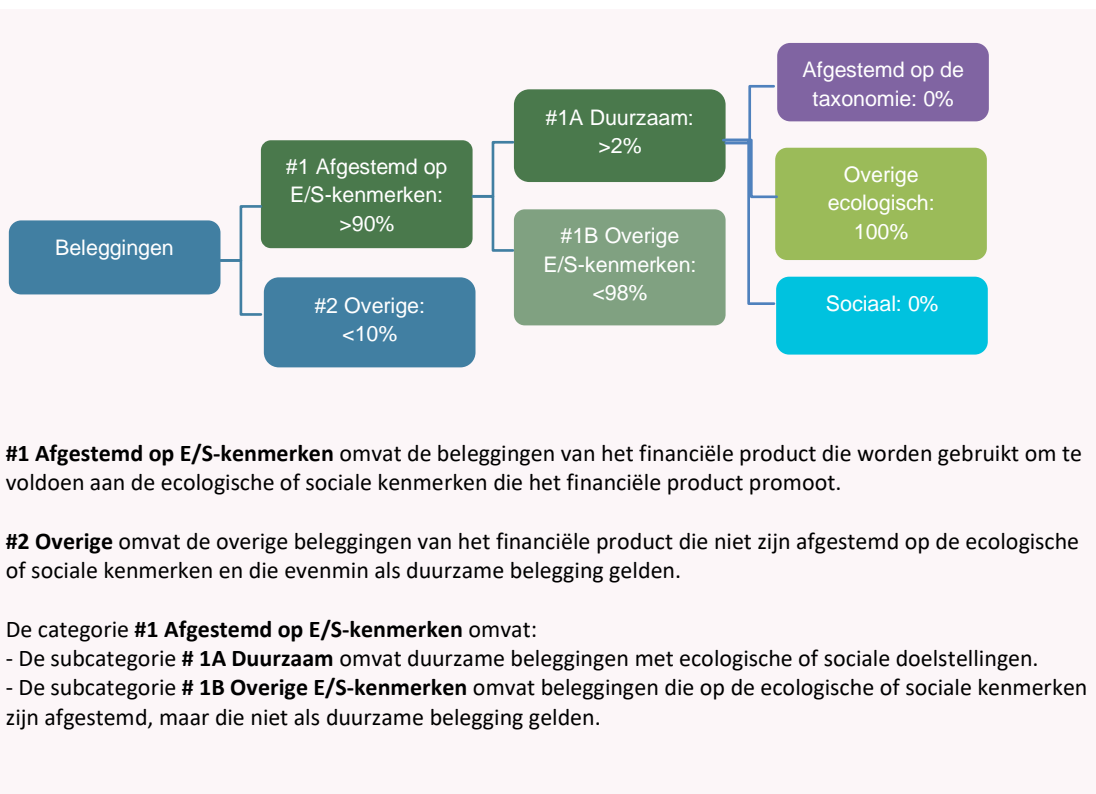 Beleggingen
#1 Afgestemd op
E/S-kenmerken:
>90%
#2 Overige:
<10%
#1A Duurzaam:
>2%
#1B Overige
E/S-kenmerken:
<98%
Afgestemd op de
taxonomie: 0%
Overige
ecologisch:
100%
Sociaal: 0%
#1 Afgestemd op E/S-kenmerken omvat de beleggingen van het financiële product die worden gebruikt om te
voldoen aan de ecologische of sociale kenmerken die het financiële product promoot.
#2 Overige omvat de overige beleggingen van het financiële product die niet zijn afgestemd op de ecologische
of sociale kenmerken en die evenmin als duurzame belegging gelden.
De categorie #1 Afgestemd op E/S-kenmerken omvat:
- De subcategorie # 1A Duurzaam omvat duurzame beleggingen met ecologische of sociale doelstellingen.
- De subcategorie # 1B Overige E/S-kenmerken omvat beleggingen die op de ecologische of sociale kenmerken
zijn afgestemd, maar die niet als duurzame belegging gelden.